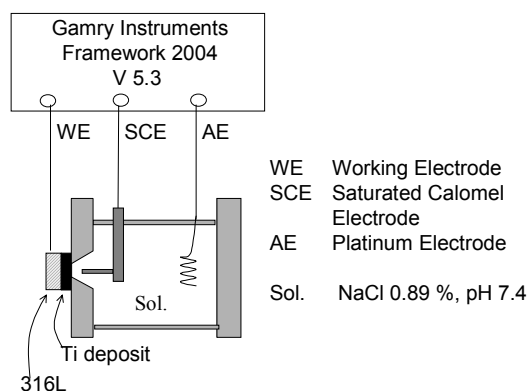 Gamry Instruments
Framework 2004
V 5.3
WE SCE AE
WE Working Electrode
SCE Saturated Calomel
Electrode
AE Platinum Electrode
Sol. NaCl 0.89 %, pH 7.4
Sol.
Ti deposit
316L